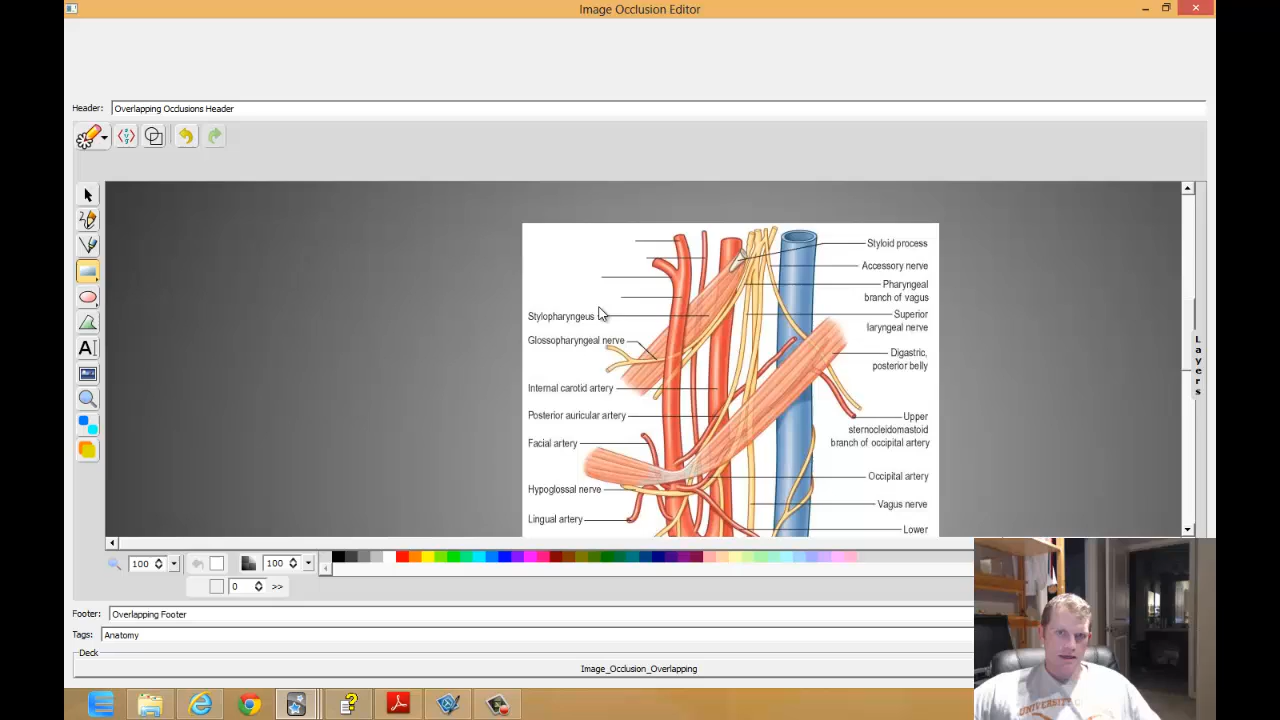 Image Occlusion Editor
Header: Overlapping Occlusions Header
A
Styloid process
Accessory nerve
Pharyngeal
branch of vagus
Stylopharyngeus
Superior
laryngeal nerve
Glossopharyngeal nerve
Digastric,
posterior belly
Internal carotid artery
Posterior auricular artery
Upper
sternocleidomastoid
branch of occipital artery
Facial artery
Occipital artery
Hypoglossal nerve
Vagus nerve
Lingual artery
Lower
Layers
100
100
0 >>
Footer: Overlapping Footer
Tags: Anatomy
Deck
Image_Occlusion_Overlapping